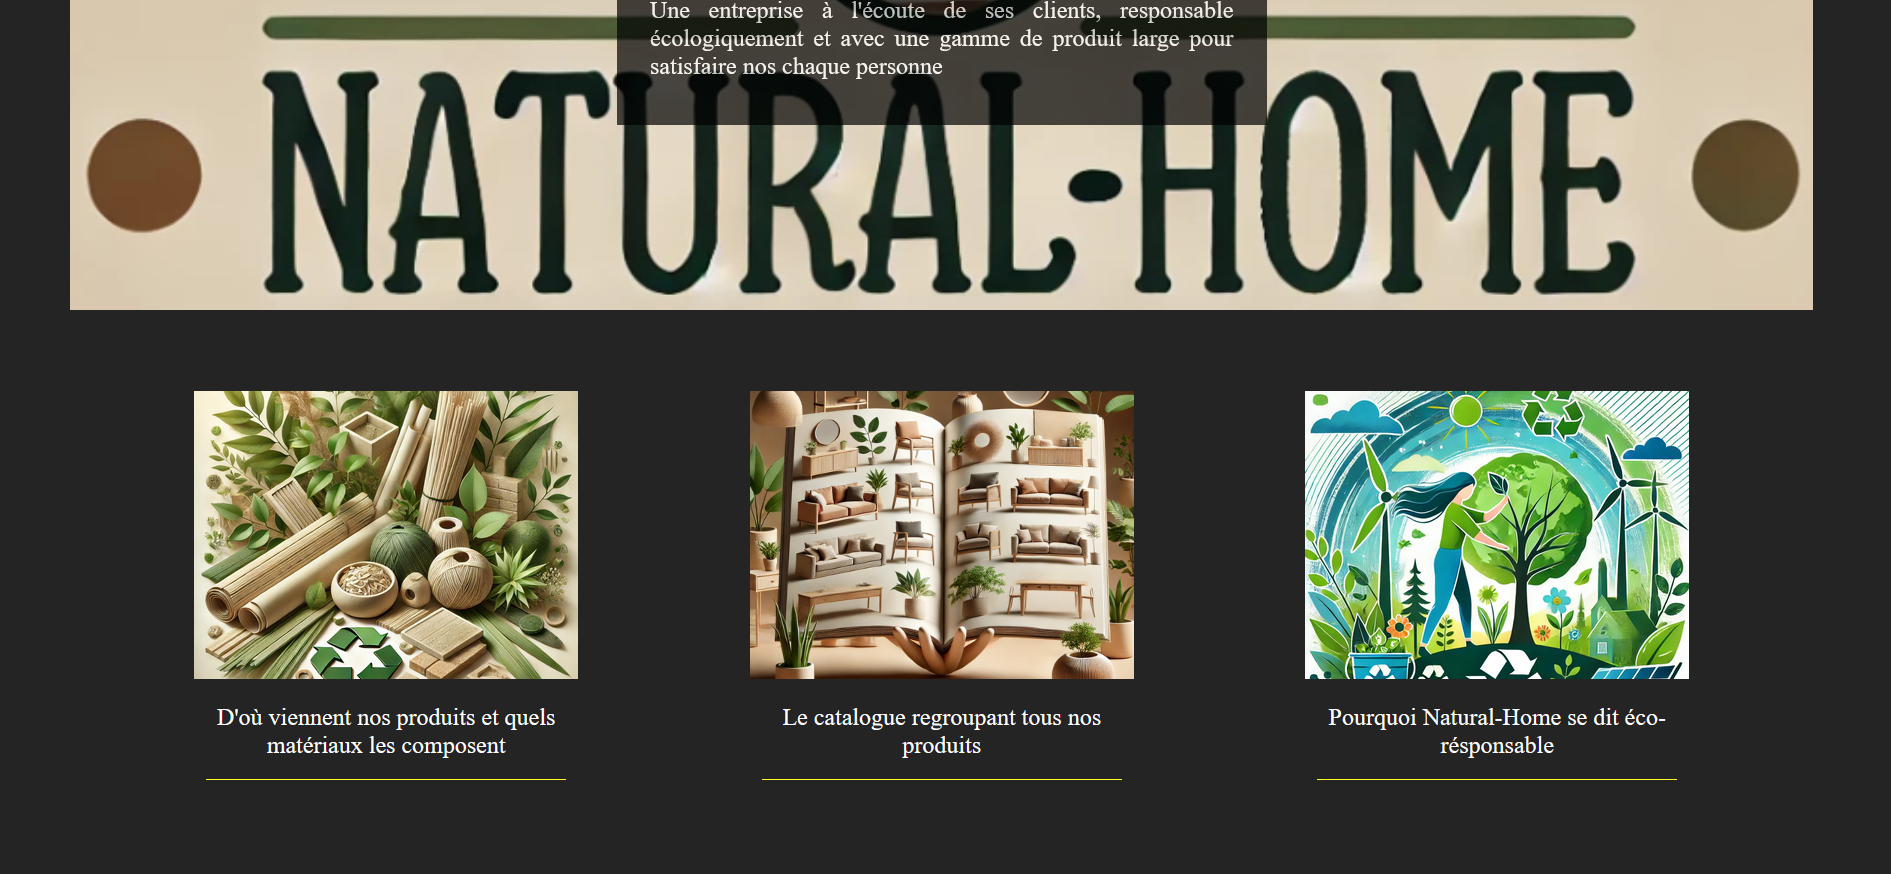 Une entreprise à l'écoute de ses clients, responsable
écologiquement et avec une gamme de produit large pour
satisfaire nos chaque personne
NATURAL-HOME
D'où viennent nos produits et quels
matériaux les composent
Le catalogue regroupant tous nos
produits
Pourquoi Natural-Home se dit éco-
résponsable